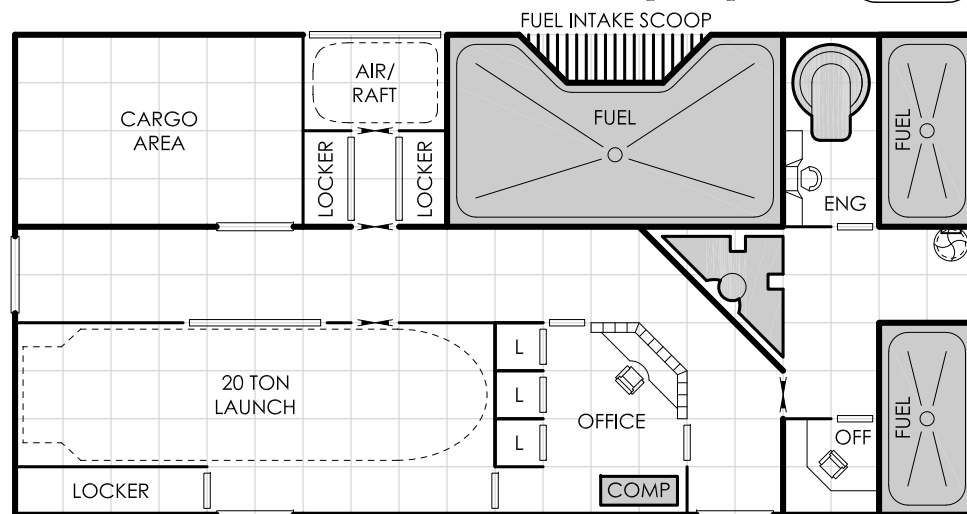 FUEL INTAKE SCOOP
AIR/
RAFT
CARGO
AREA
FUEL
FUEL
LOCKER
LOCKER
ENG
L
20 TON
LAUNCH
L
OFFICE
L
OFF
FUEL
LOCKER
COMP